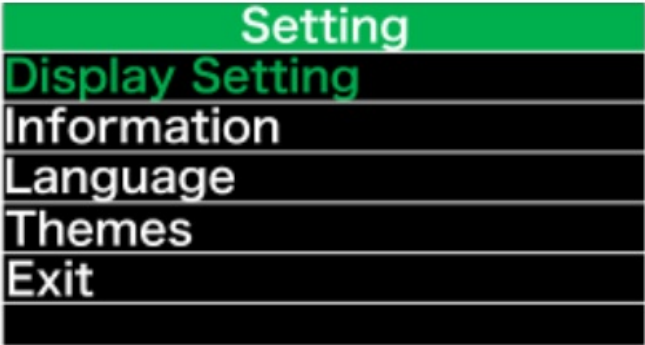 Setting
Display Setting
Information
Language
Themes
Exit